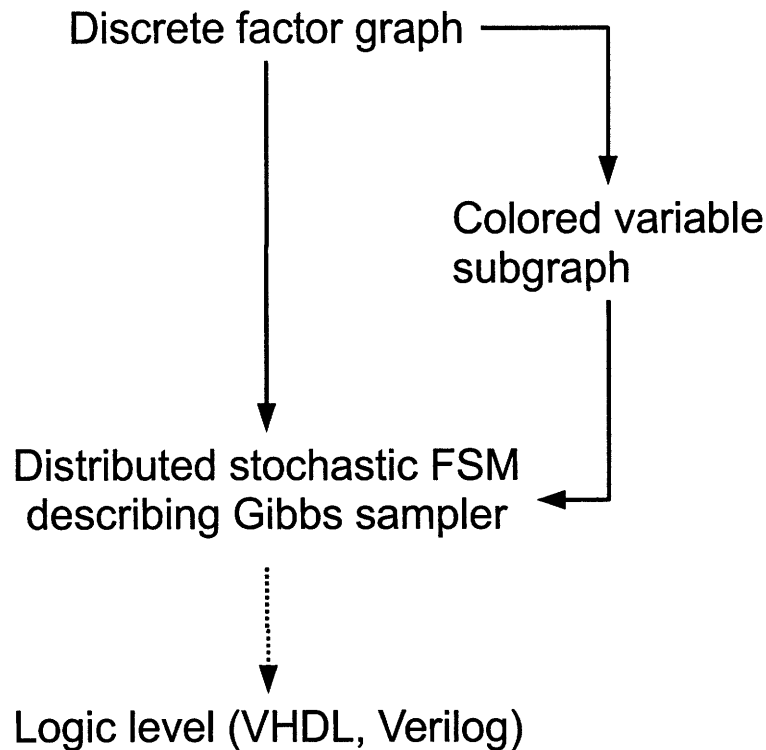 Discrete factor graph
Colored variable
subgraph
Distributed stochastic FSM
describing Gibbs sampler
Logic level (VHDL, Verilog)